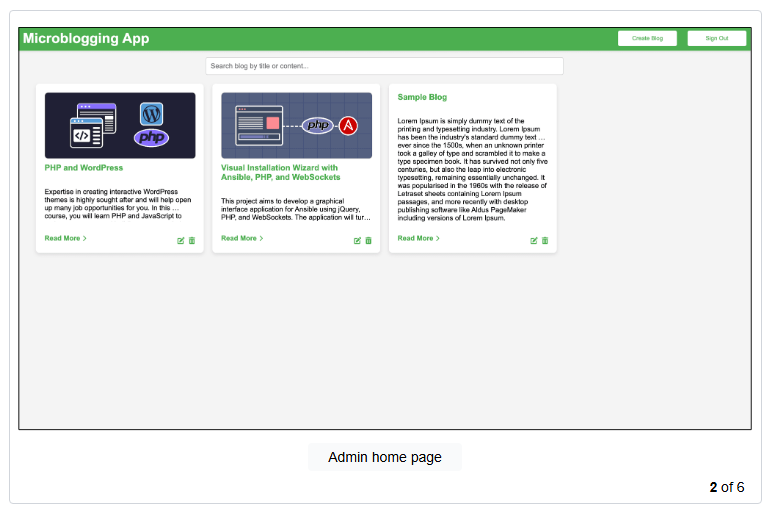 Microblogging App
Create Blog
Sign Out
Search blog by title or content...
php
PHP and WordPress
Expertise in creating interactive WordPress
themes is highly sought after and will help open
up many job opportunities for you. In this ...
course, you will learn PHP and JavaScript to
Read More
php
Visual Installation Wizard with
Ansible, PHP, and WebSockets
This project aims to develop a graphical
interface application for Ansible using jQuery,
PHP, and WebSockets. The application will tur...
Read More
Sample Blog
Lorem Ipsum is simply dummy text of the
printing and typesetting industry. Lorem Ipsum
has been the industry's standard dummy text ...
ever since the 1500s, when an unknown printer
took a galley of type and scrambled it to make a
type specimen book. It has survived not only five
centuries, but also the leap into electronic
typesetting, remaining essentially unchanged. It
was popularised in the 1960s with the release of
Letraset sheets containing Lorem Ipsum
passages, and more recently with desktop
publishing software like Aldus PageMaker
including versions of Lorem Ipsum.
Read More
Admin home page
2 of 6